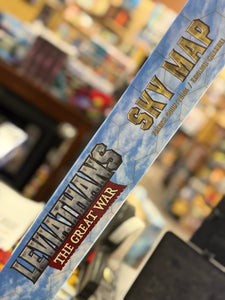 LEVIATHANS
THE GREAT WAR
SKY MAP